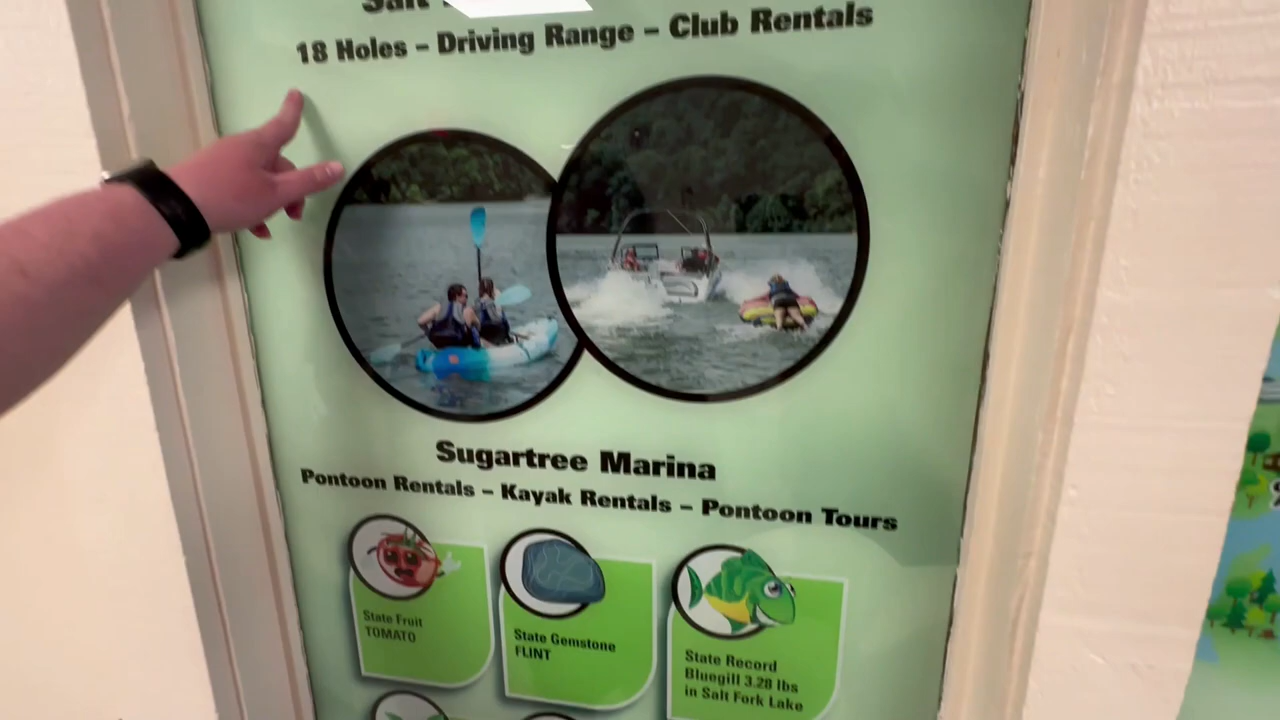 Salt
18 Holes – Driving Range – Club Rentals
Sugartree Marina
Pontoon Rentals – Kayak Rentals – Pontoon Tours
State Fruit
TOMATO
State Gemstone
FLINT
State Record
Bluegill 3.28 lbs
in Salt Fork Lake